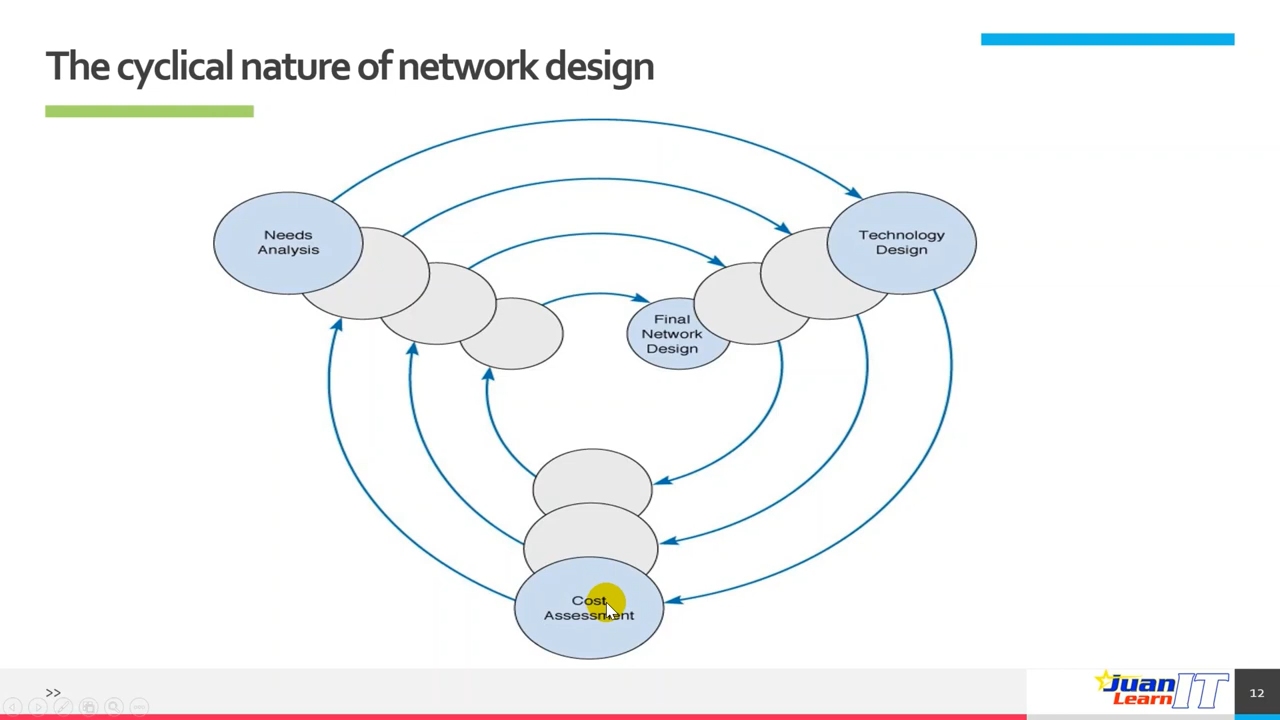 The cyclical nature of network design
Needs
Analysis
Technology
Design
Final
Network
Design
Cost
Assessment
>>
Juan
Learn
IT
12